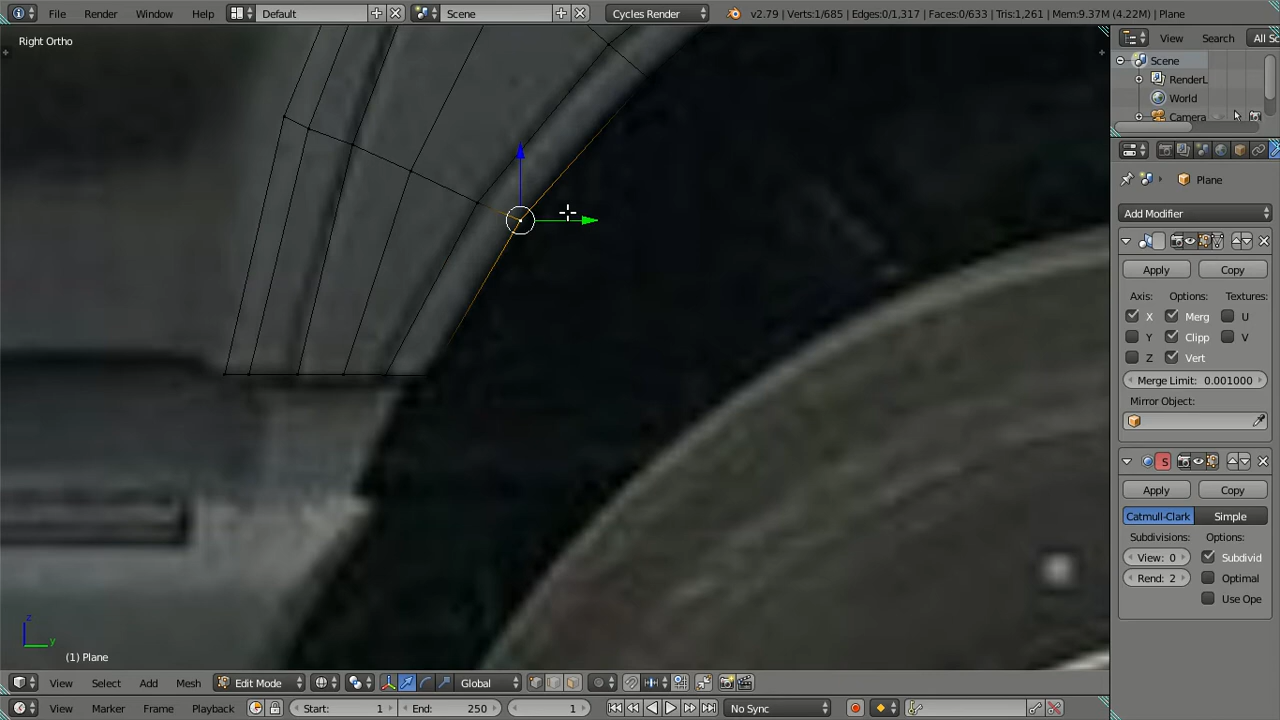 File Render Window Help Default Scene Cycles Render v2.79 | Verts:1/685 | Edges:0/1,317 | Faces:0/633 | Tris:1,261 | Mem:9.37M (4.22M) | Plane
Right Ortho
View Search All Sc
Scene
RenderL
World
Camera
Plane
Add Modifier
Apply Copy
Axis: Options: Textures:
X Merg U
Y Clipp V
Z Vert
Merge Limit: 0.001000
Mirror Object:
S
Apply Copy
Catmull-Clark Simple
Subdivisions: Options:
View: 0 Subdivid
Rend: 2 Optimal
Use Ope
z
y
(1) Plane
View Select Add Mesh Edit Mode Global
View Marker Frame Playback Start: 1 End: 250 1 No Sync